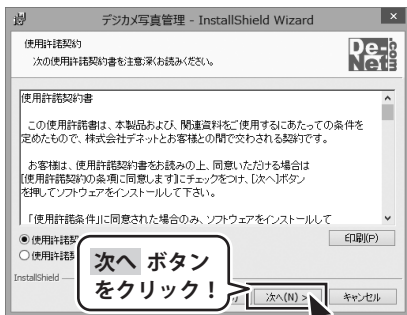 デジカメ写真管理 - InstallShield Wizard
使用許諾契約
次の使用許諾契約書を注意深くお読みください。
De-Net.com
使用許諾契約書
この使用許諾書は、本製品および、関連資料をご使用するにあたっての条件を
定めたもので、株式会社デネットとお客様との間で交わされる契約です。
お客様は、使用許諾契約書をお読みの上、同意いただける場合は
[使用許諾契約の条項に同意します]にチェックをつけ、[次へ]ボタン
を押してソフトウェアをインストールして下さい。
「使用許諾条件」に同意された場合のみ、ソフトウェアをインストールして
使用許諾
印刷(P)
使用許諾
InstallShield
次へ ボタン
をクリック!
次へ(N) >
キャンセル